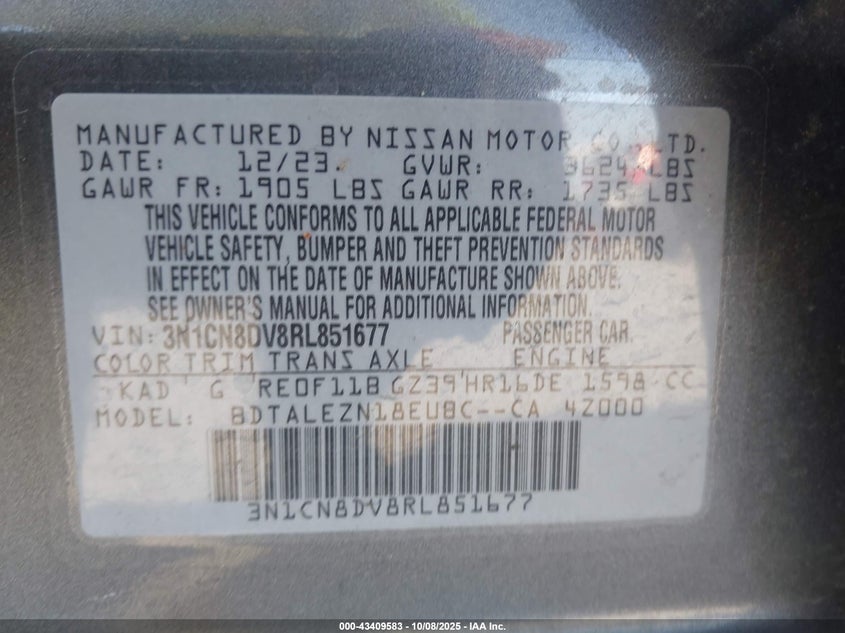 MANUFACTURED BY NISSAN MOTOR CO.,LTD.
DATE: 12/23. GVWR: 3624 LBS
GAWR FR: 1905 LBS GAWR RR: 1735 LBS
THIS VEHICLE CONFORMS TO ALL APPLICABLE FEDERAL MOTOR
VEHICLE SAFETY, BUMPER AND THEFT PREVENTION STANDARDS
IN EFFECT ON THE DATE OF MANUFACTURE SHOWN ABOVE.
SEE OWNER'S MANUAL FOR ADDITIONAL INFORMATION.
VIN: 3N1CN8DV8RL851677 PASSENGER CAR.
COLOR TRIM TRANS AXLE ENGINE
KAD G RE0F11B GZ39 HR16DE 1598 CC
MODEL: BDTALEZN18EUBC--CA 4Z000
3N1CN8DV8RL851677
000-43409583 - 10/08/2025 - IAA Inc.